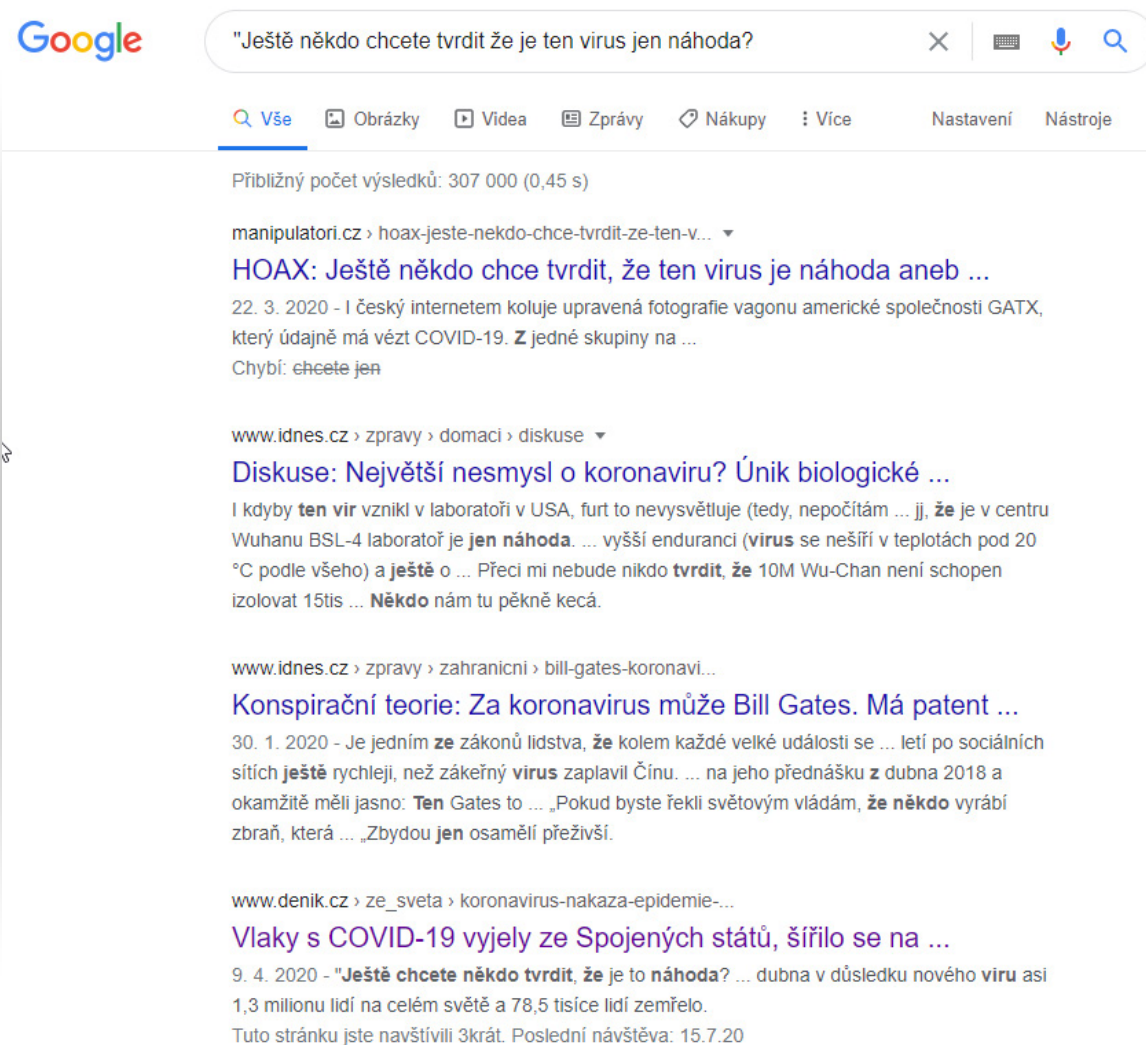 Google
"Ještě někdo chcete tvrdit že je ten virus jen náhoda?
Vše Obrázky Videa Zprávy Nákupy Více Nastavení Nástroje
Přibližný počet výsledků: 307 000 (0,45 s)
manipulatori.cz › hoax-jeste-nekdo-chce-tvrdit-ze-ten-v...
HOAX: Ještě někdo chce tvrdit, že ten virus je náhoda aneb ...
22. 3. 2020 - I český internetem koluje upravená fotografie vagonu americké společnosti GATX,
který údajně má vézt COVID-19. Z jedné skupiny na ...
Chybí: chcete jen
www.idnes.cz › zpravy › domaci › diskuse
Diskuse: Největší nesmysl o koronaviru? Únik biologické ...
I kdyby ten vir vznikl v laboratoři v USA, furt to nevysvětluje (tedy, nepočítám ... jj, že je v centru
Wuhanu BSL-4 laboratoř je jen náhoda. ... vyšší enduranci (virus se nešíří v teplotách pod 20
°C podle všeho) a ještě o ... Přeci mi nebude nikdo tvrdit, že 10M Wu-Chan není schopen
izolovat 15tis ... Někdo nám tu pěkně kecá.
www.idnes.cz › zpravy › zahranicni › bill-gates-koronavi...
Konspirační teorie: Za koronavirus může Bill Gates. Má patent ...
30. 1. 2020 - Je jedním ze zákonů lidstva, že kolem každé velké události se ... letí po sociálních
sítích ještě rychleji, než zákeřný virus zaplavil Čínu. ... na jeho přednášku z dubna 2018 a
okamžitě měli jasno: Ten Gates to ... „Pokud byste řekli světovým vládám, že někdo vyrábí
zbraň, která ... „Zbydou jen osamělí přeživší.
www.denik.cz › ze_sveta › koronavirus-nakaza-epidemie-...
Vlaky s COVID-19 vyjely ze Spojených států, šířilo se na ...
9. 4. 2020 - "Ještě chcete někdo tvrdit, že je to náhoda? ... dubna v důsledku nového viru asi
1,3 milionu lidí na celém světě a 78,5 tisíce lidí zemřelo.
Tuto stránku jste navštívili 3krát. Poslední návštěva: 15.7.20